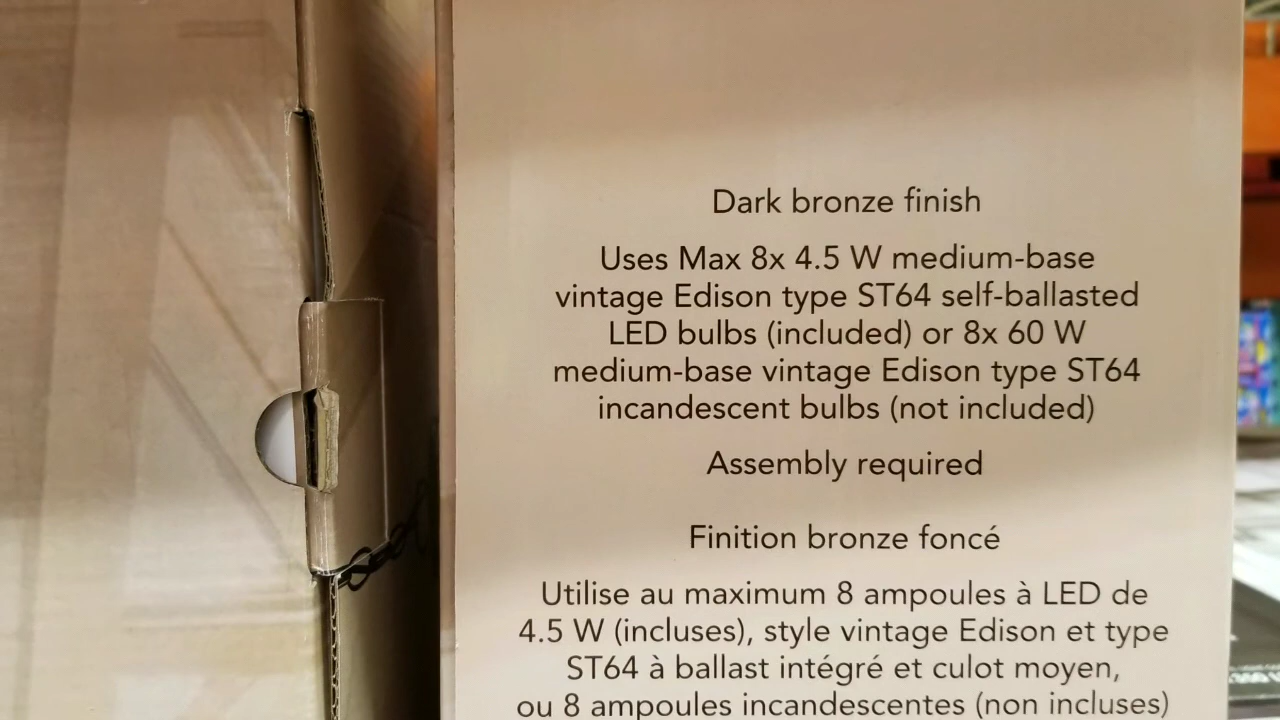 Dark bronze finish
Uses Max 8x 4.5 W medium-base
vintage Edison type ST64 self-ballasted
LED bulbs (included) or 8x 60 W
medium-base vintage Edison type ST64
incandescent bulbs (not included)
Assembly required
Finition bronze foncé
Utilise au maximum 8 ampoules à LED de
4.5 W (incluses), style vintage Edison et type
ST64 à ballast intégré et culot moyen,
ou 8 ampoules incandescentes (non incluses)